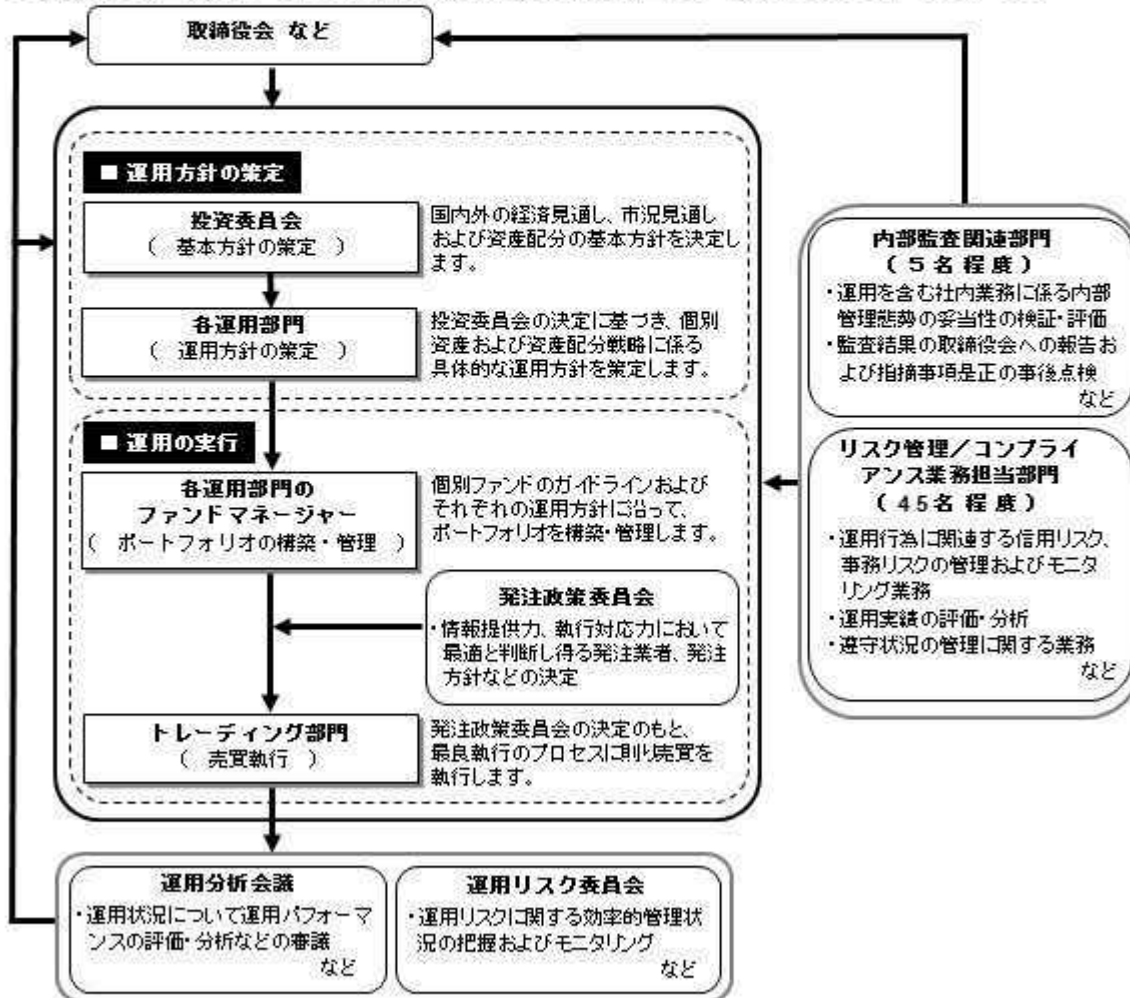 取締役会 など
■ 運用方針の策定
投資委員会
( 基本方針の策定 )
国内外の経済見通し、市況見通し
および資産配分の基本方針を決定し
ます。
各運用部門
( 運用方針の策定 )
投資委員会の決定に基づき、個別
資産および資産配分戦略に係る
具体的な運用方針を策定します。
■ 運用の実行
各運用部門の
ファンドマネージャー
( ポートフォリオの構築・管理 )
個別ファンドのガイドラインおよび
それぞれの運用方針に沿って、
ポートフォリオを構築・管理します。
発注政策委員会
・情報提供力、執行対応力において
最適と判断し得る発注業者、発注
方針などの決定
トレーディング部門
( 売買執行 )
発注政策委員会の決定のもと、
最良執行のプロセスに則り売買を
執行します。
内部監査関連部門
(5名程度)
・運用を含む社内業務に係る内部
管理態勢の妥当性の検証・評価
・監査結果の取締役会への報告お
よび指摘事項是正の事後点検
など
リスク管理/コンプライ
アンス業務担当部門
(45名程度)
・運用行為に関連する信用リスク、
事務リスクの管理およびモニタ
リング業務
・運用実績の評価・分析
・遵守状況の管理に関する業務
など
運用分析会議
・運用状況について運用パフォーマ
ンスの評価・分析などの審議
など
運用リスク委員会
・運用リスクに関する効率的管理状
況の把握およびモニタリング
など